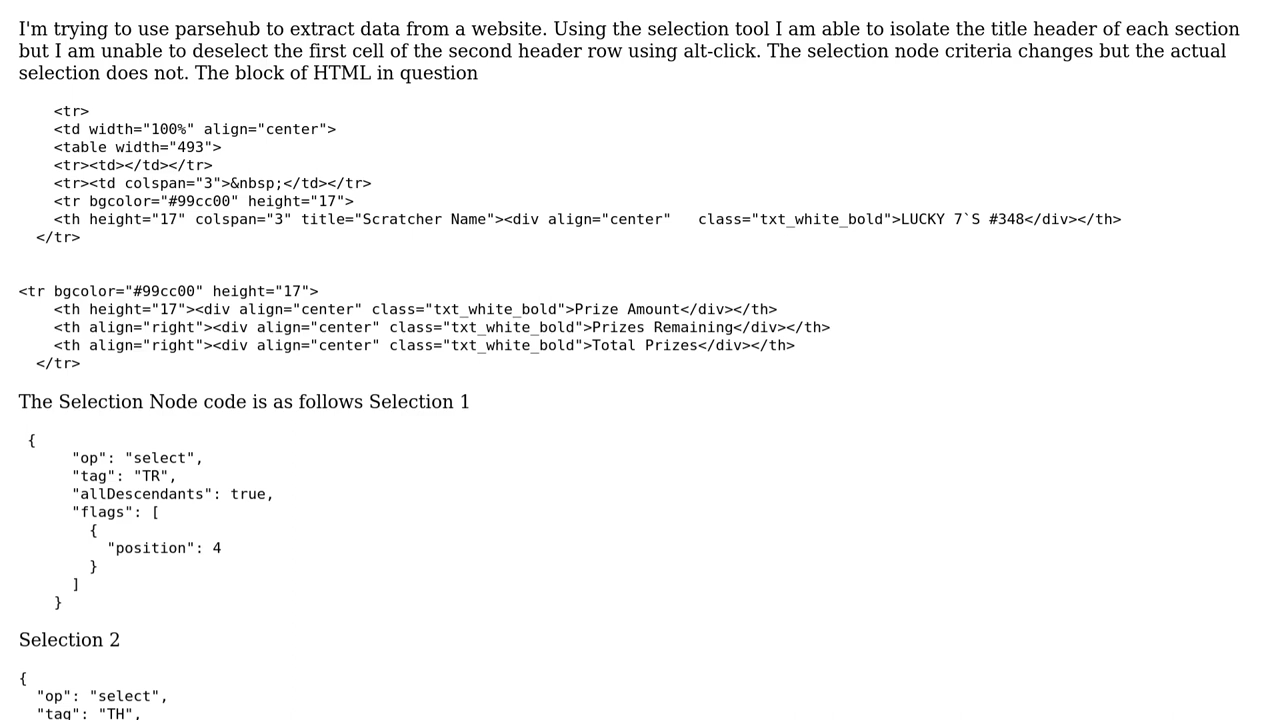 I'm trying to use parsehub to extract data from a website. Using the selection tool I am able to isolate the title header of each section
but I am unable to deselect the first cell of the second header row using alt-click. The selection node criteria changes but the actual
selection does not. The block of HTML in question
    <tr>
    <td width="100%" align="center">
    <table width="493">
    <tr><td></td></tr>
    <tr><td colspan="3">&nbsp;</td></tr>
    <tr bgcolor="#99cc00" height="17">
    <th height="17" colspan="3" title="Scratcher Name"><div align="center"   class="txt_white_bold">LUCKY 7`S #348</div></th>
  </tr>
<tr bgcolor="#99cc00" height="17">
    <th height="17"><div align="center" class="txt_white_bold">Prize Amount</div></th>
    <th align="right"><div align="center" class="txt_white_bold">Prizes Remaining</div></th>
    <th align="right"><div align="center" class="txt_white_bold">Total Prizes</div></th>
  </tr>
The Selection Node code is as follows Selection 1
 {
      "op": "select",
      "tag": "TR",
      "allDescendants": true,
      "flags": [
        {
          "position": 4
        }
      ]
    }
Selection 2
{
  "op": "select",
  "tag": "TH",